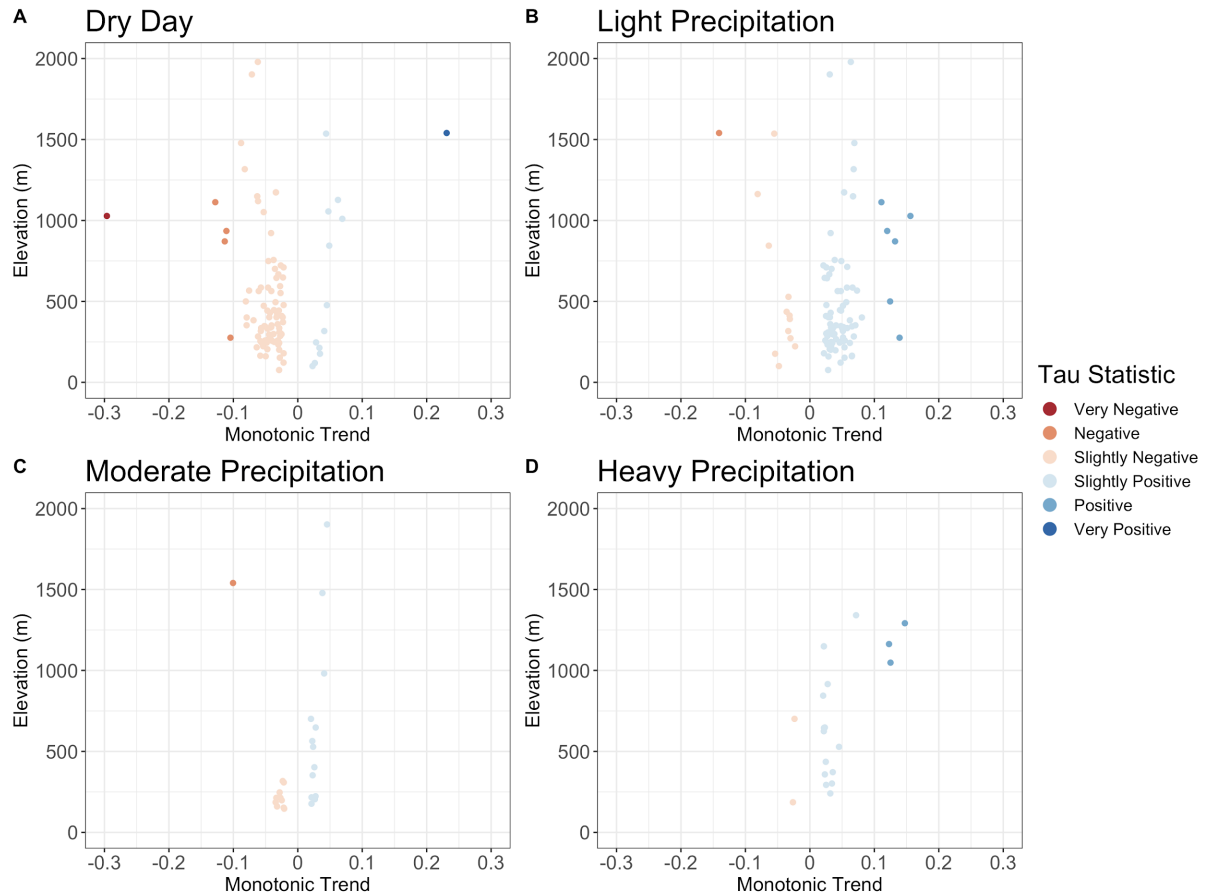 A
Dry Day
2000
1500
1000
500
0
Elevation (m)
-0.3 -0.2 -0.1 0 0.1 0.2 0.3
Monotonic Trend
B
Light Precipitation
2000
1500
1000
500
0
Elevation (m)
-0.3 -0.2 -0.1 0 0.1 0.2 0.3
Monotonic Trend
C
Moderate Precipitation
2000
1500
1000
500
0
Elevation (m)
-0.3 -0.2 -0.1 0 0.1 0.2 0.3
Monotonic Trend
D
Heavy Precipitation
2000
1500
1000
500
0
Elevation (m)
-0.3 -0.2 -0.1 0 0.1 0.2 0.3
Monotonic Trend
Tau Statistic
Very Negative
Negative
Slightly Negative
Slightly Positive
Positive
Very Positive